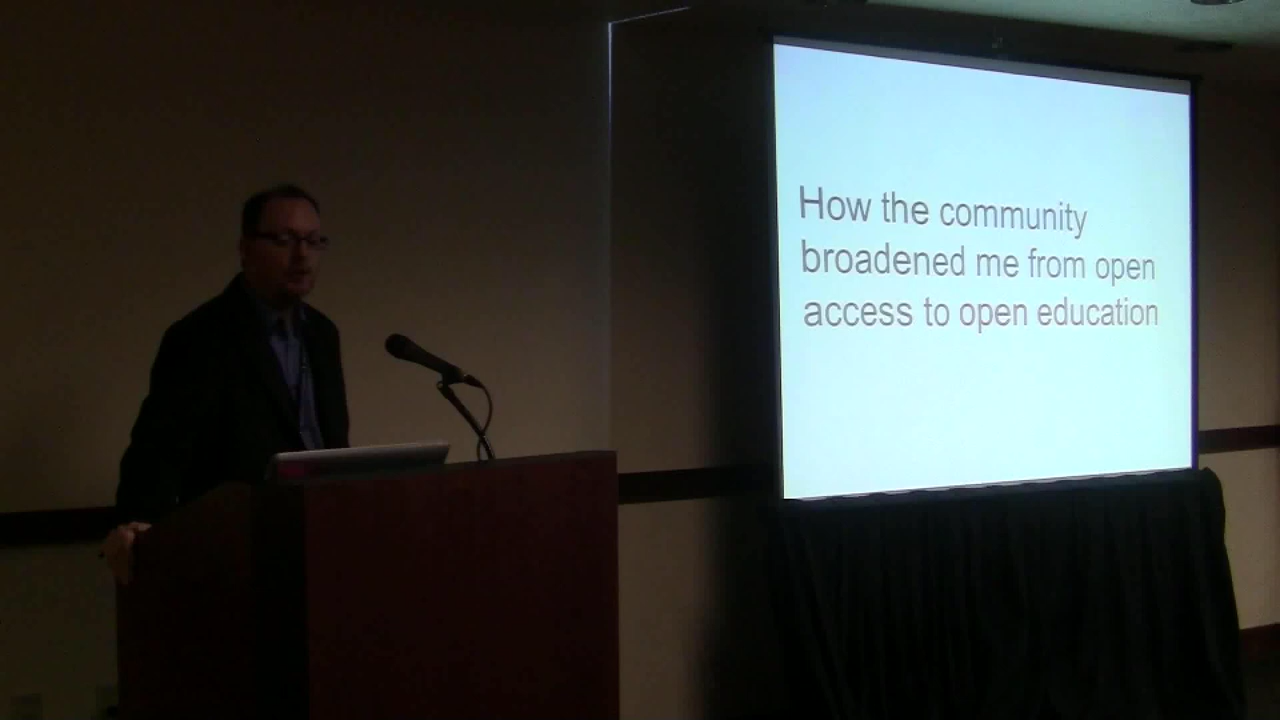 How the community
broadened me from open
access to open education